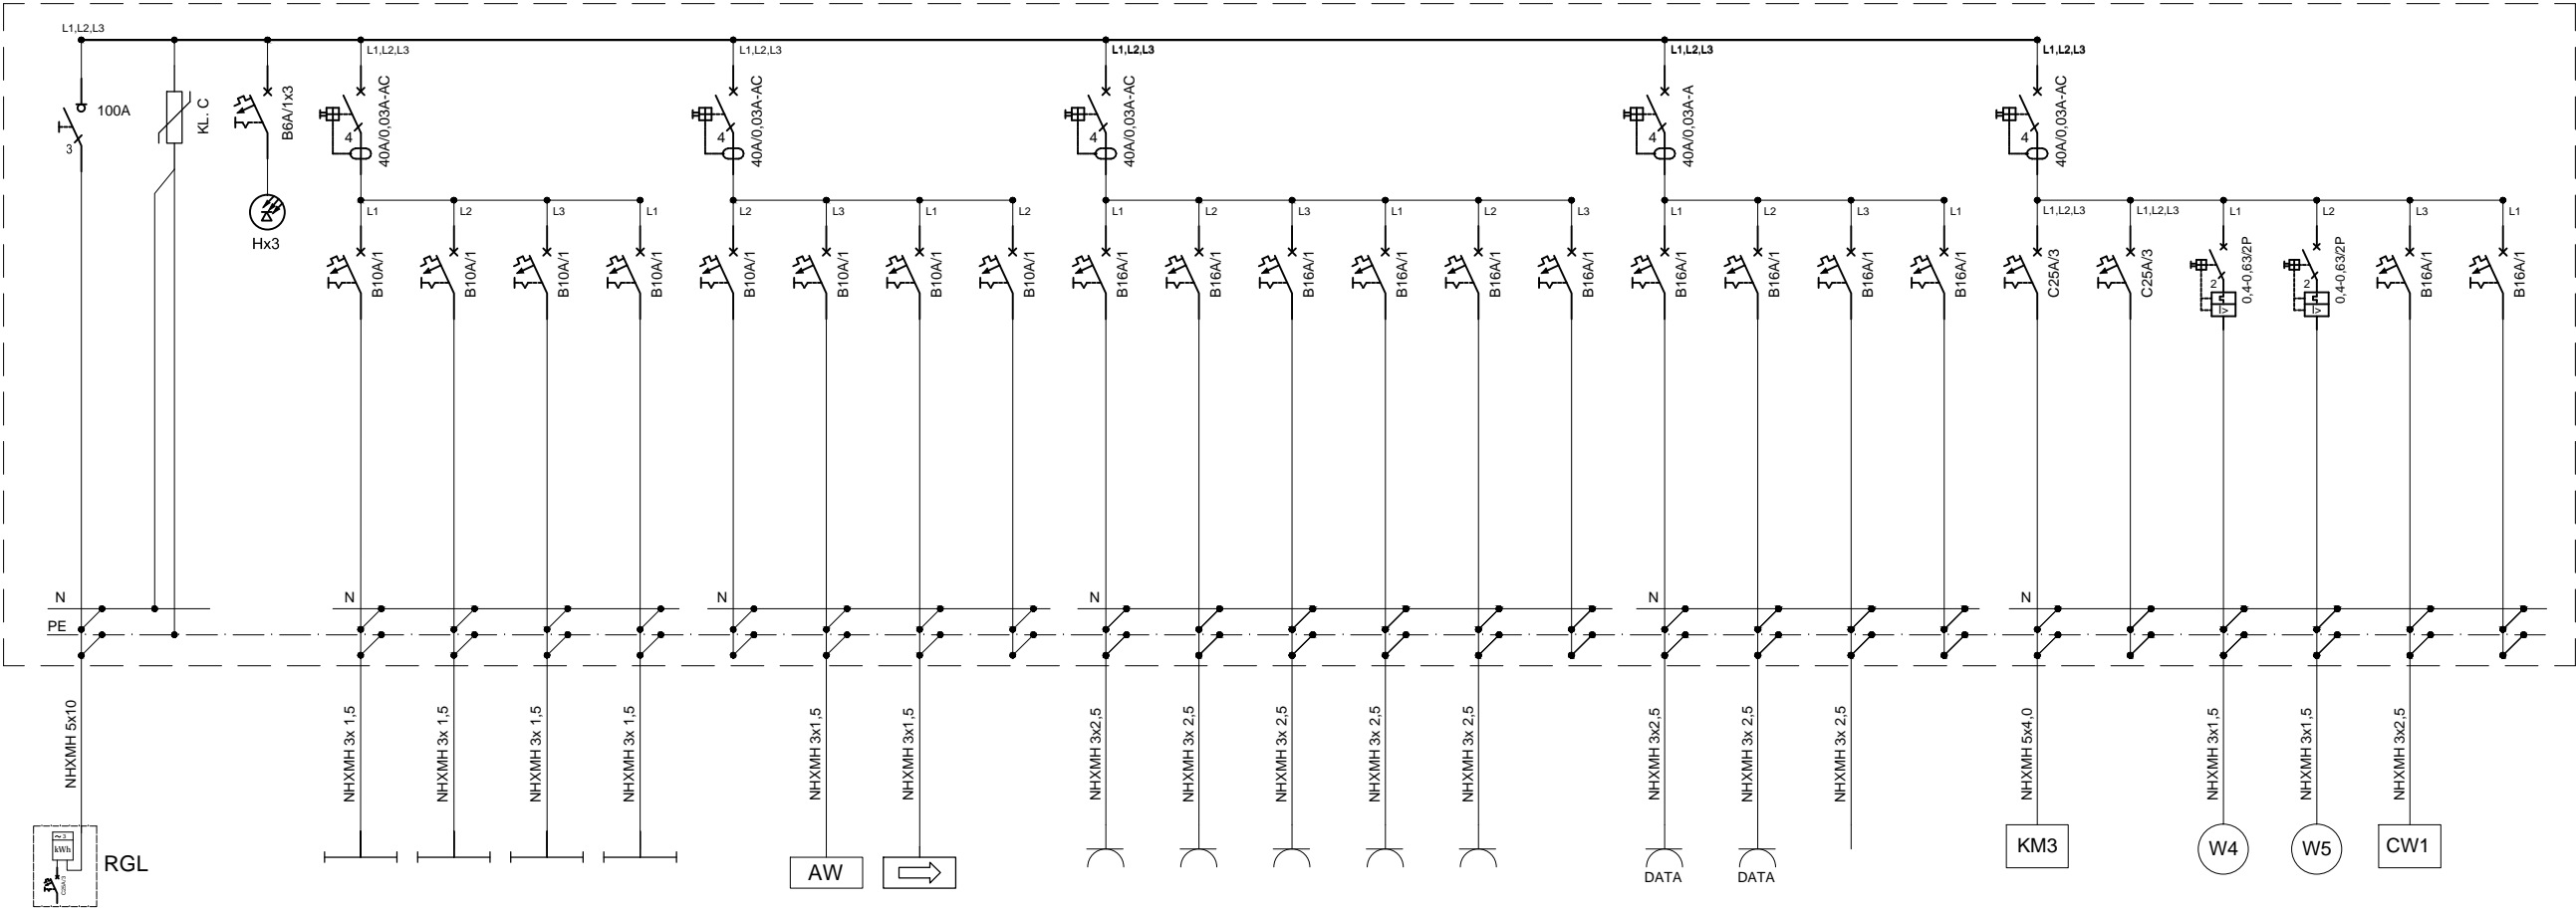 L1,L2,L3
L1,L2,L3
L1,L2,L3
L1,L2,L3
L1,L2,L3
L1,L2,L3
100A
3
KL. C
B6A/1x3
Hx3
4
40A/0,03A-AC
4
40A/0,03A-AC
4
40A/0,03A-AC
4
40A/0,03A-A
4
40A/0,03A-AC
L1
L2
L3
L1
L2
L3
L1
L2
L1
L2
L3
L1
L2
L3
L1
L2
L3
L1
L1,L2,L3
L1,L2,L3
L1
L2
L3
L1
B10A/1
B10A/1
B10A/1
B10A/1
B10A/1
B10A/1
B10A/1
B10A/1
B16A/1
B16A/1
B16A/1
B16A/1
B16A/1
B16A/1
B16A/1
B16A/1
B16A/1
B16A/1
C25A/3
C25A/3
2
I>
0,4-0,63/2P
2
I>
0,4-0,63/2P
B16A/1
B16A/1
N
N
N
N
N
N
PE
NHXMH 5x10
NHXMH 3x 1,5
NHXMH 3x 1,5
NHXMH 3x 1,5
NHXMH 3x 1,5
NHXMH 3x1,5
NHXMH 3x1,5
NHXMH 3x2,5
NHXMH 3x 2,5
NHXMH 3x 2,5
NHXMH 3x 2,5
NHXMH 3x 2,5
NHXMH 3x2,5
NHXMH 3x 2,5
NHXMH 3x 2,5
NHXMH 5x4,0
NHXMH 3x1,5
NHXMH 3x1,5
NHXMH 3x2,5
~ 3
kWh
C25A/3
RGL
AW
DATA
DATA
KM3
W4
W5
CW1